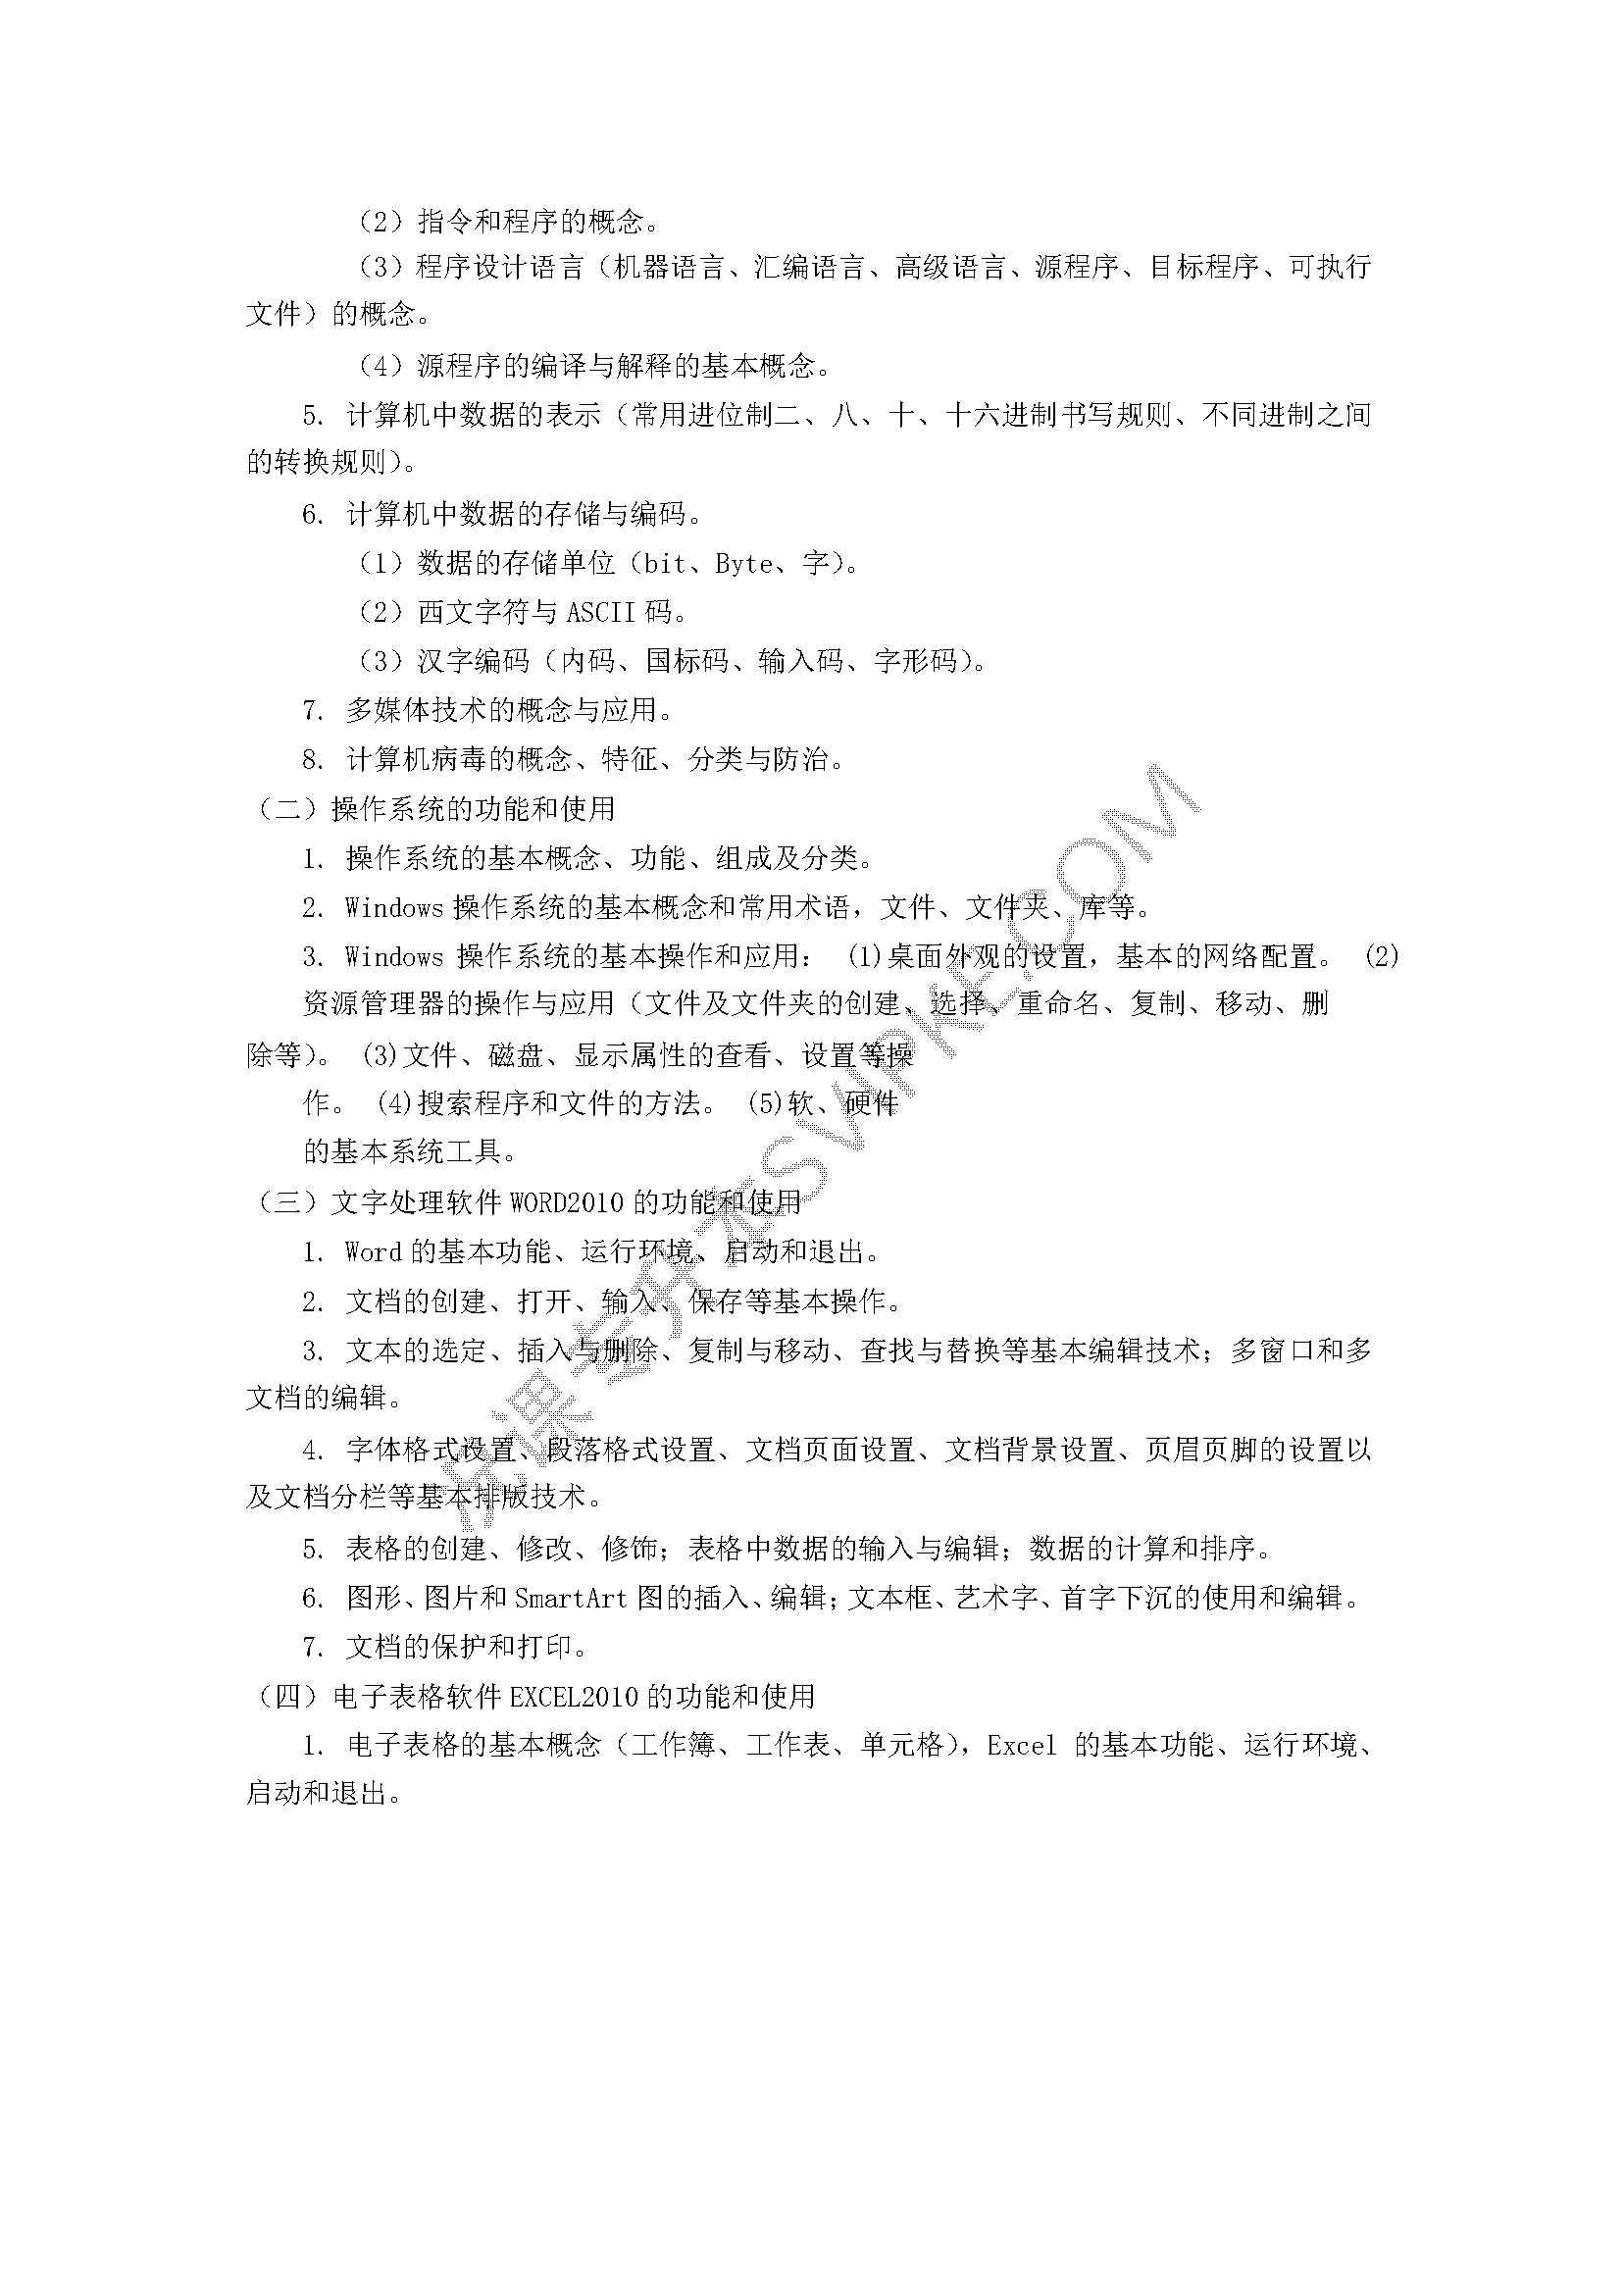 （2）指令和程序的概念。
（3）程序设计语言（机器语言、汇编语言、高级语言、源程序、目标程序、可执行
文件）的概念。
（4）源程序的编译与解释的基本概念。
5. 计算机中数据的表示（常用进位制二、八、十、十六进制书写规则、不同进制之间
的转换规则）。
6. 计算机中数据的存储与编码。
（1）数据的存储单位（bit、Byte、字）。
（2）西文字符与 ASCII 码。
（3）汉字编码（内码、国标码、输入码、字形码）。
7. 多媒体技术的概念与应用。
8. 计算机病毒的概念、特征、分类与防治。
（二）操作系统的功能和使用
1. 操作系统的基本概念、功能、组成及分类。
2. Windows 操作系统的基本概念和常用术语，文件、文件夹、库等。
3. Windows 操作系统的基本操作和应用： (1)桌面外观的设置，基本的网络配置。 (2)
资源管理器的操作与应用（文件及文件夹的创建、选择、重命名、复制、移动、删
除等）。 (3)文件、磁盘、显示属性的查看、设置等操
作。 (4)搜索程序和文件的方法。 (5)软、硬件
的基本系统工具。
（三）文字处理软件 WORD2010 的功能和使用
1. Word 的基本功能、运行环境、启动和退出。
2. 文档的创建、打开、输入、保存等基本操作。
3. 文本的选定、插入与删除、复制与移动、查找与替换等基本编辑技术；多窗口和多
文档的编辑。
4. 字体格式设置、段落格式设置、文档页面设置、文档背景设置、页眉页脚的设置以
及文档分栏等基本排版技术。
5. 表格的创建、修改、修饰；表格中数据的输入与编辑；数据的计算和排序。
6. 图形、图片和 SmartArt 图的插入、编辑；文本框、艺术字、首字下沉的使用和编辑。
7. 文档的保护和打印。
（四）电子表格软件 EXCEL2010 的功能和使用
1. 电子表格的基本概念（工作簿、工作表、单元格），Excel 的基本功能、运行环境、
启动和退出。
课专升本SVIPKE.COM